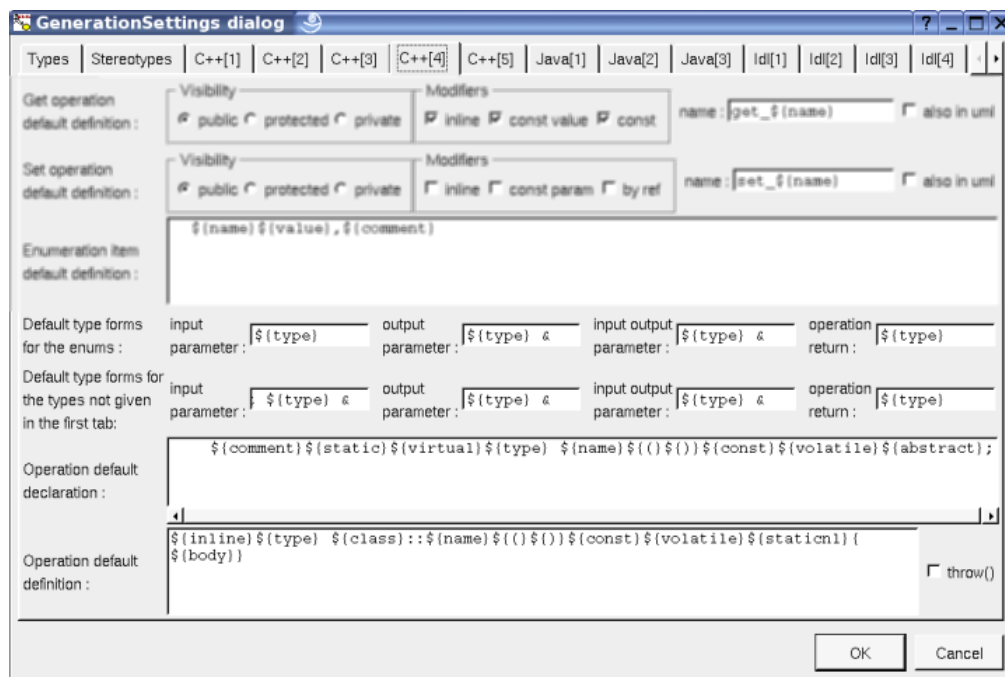 GenerationSettings dialog
Types Stereotypes C++[1] C++[2] C++[3] C++[4] C++[5] Java[1] Java[2] Java[3] Idl[1] Idl[2] Idl[3] Idl[4]
Visibility Modifiers
Get operation
default definition : public protected private inline const value const name : get_${name} also in uml
Visibility Modifiers
Set operation
default definition : public protected private inline const param by ref name : set_${name} also in uml
${name}${value},${comment}
Enumeration item
default definition :
Default type forms input output input output operation
for the enums : parameter : ${type} parameter : ${type} & parameter : ${type} & return : ${type}
Default type forms for
the types not given input output input output operation
in the first tab: parameter : ${type} & parameter : ${type} & parameter : ${type} & return : ${type}
${comment}${static}${virtual}${type} ${name}${(}${)}${const}${volatile}${abstract};
Operation default
declaration :
${inline}${type} ${class}::${name}${(}${)}${const}${volatile}${staticnl}{
${body}}
Operation default
definition : throw()
OK Cancel